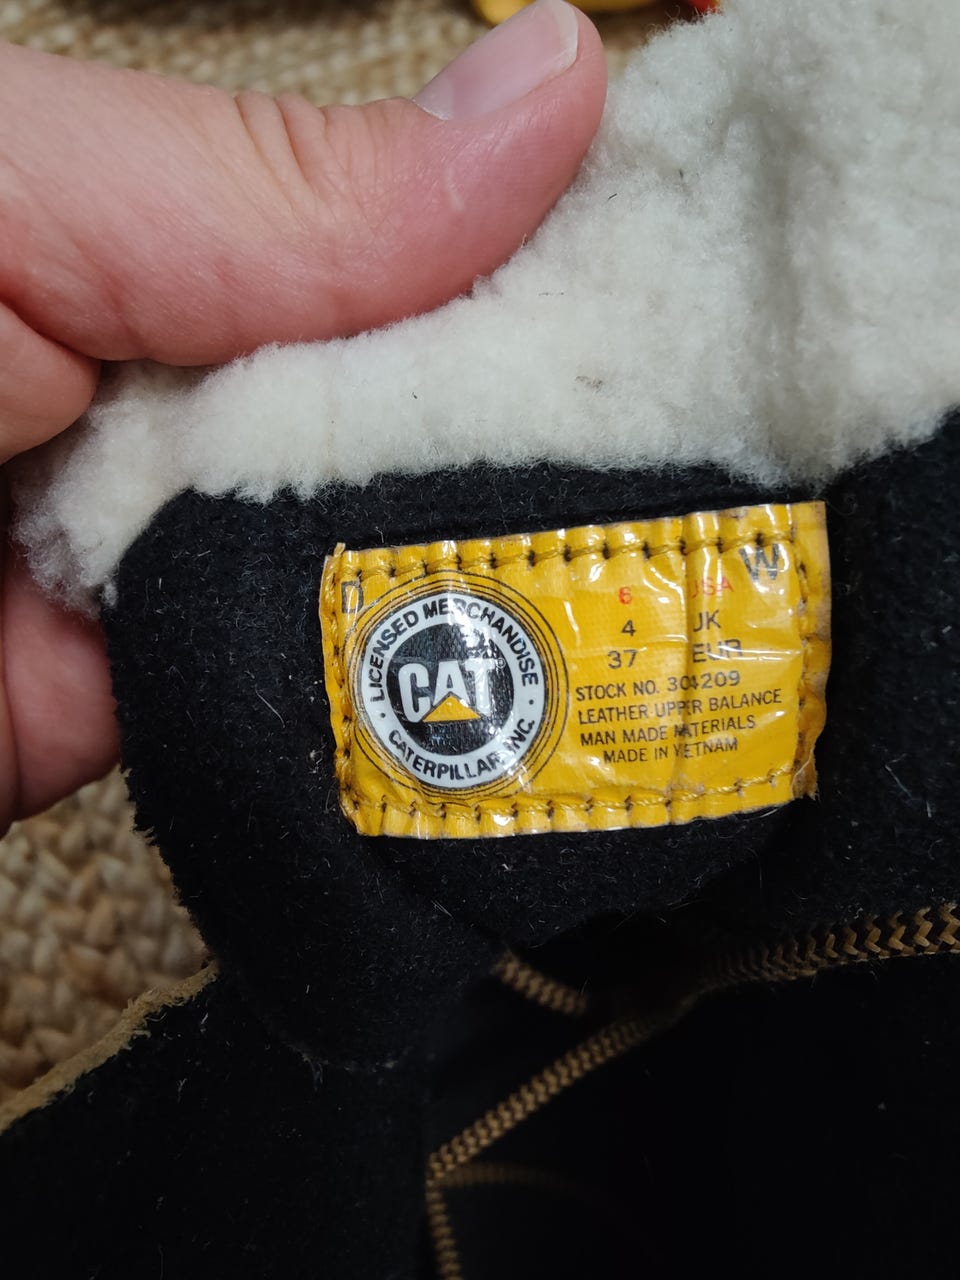 D W
LICENSED MERCHANDISE
CAT
CATERPILLAR INC.
6 USA
4 UK
37 EUR
STOCK NO. 304209
LEATHER UPPER BALANCE
MAN MADE MATERIALS
MADE IN VIETNAM